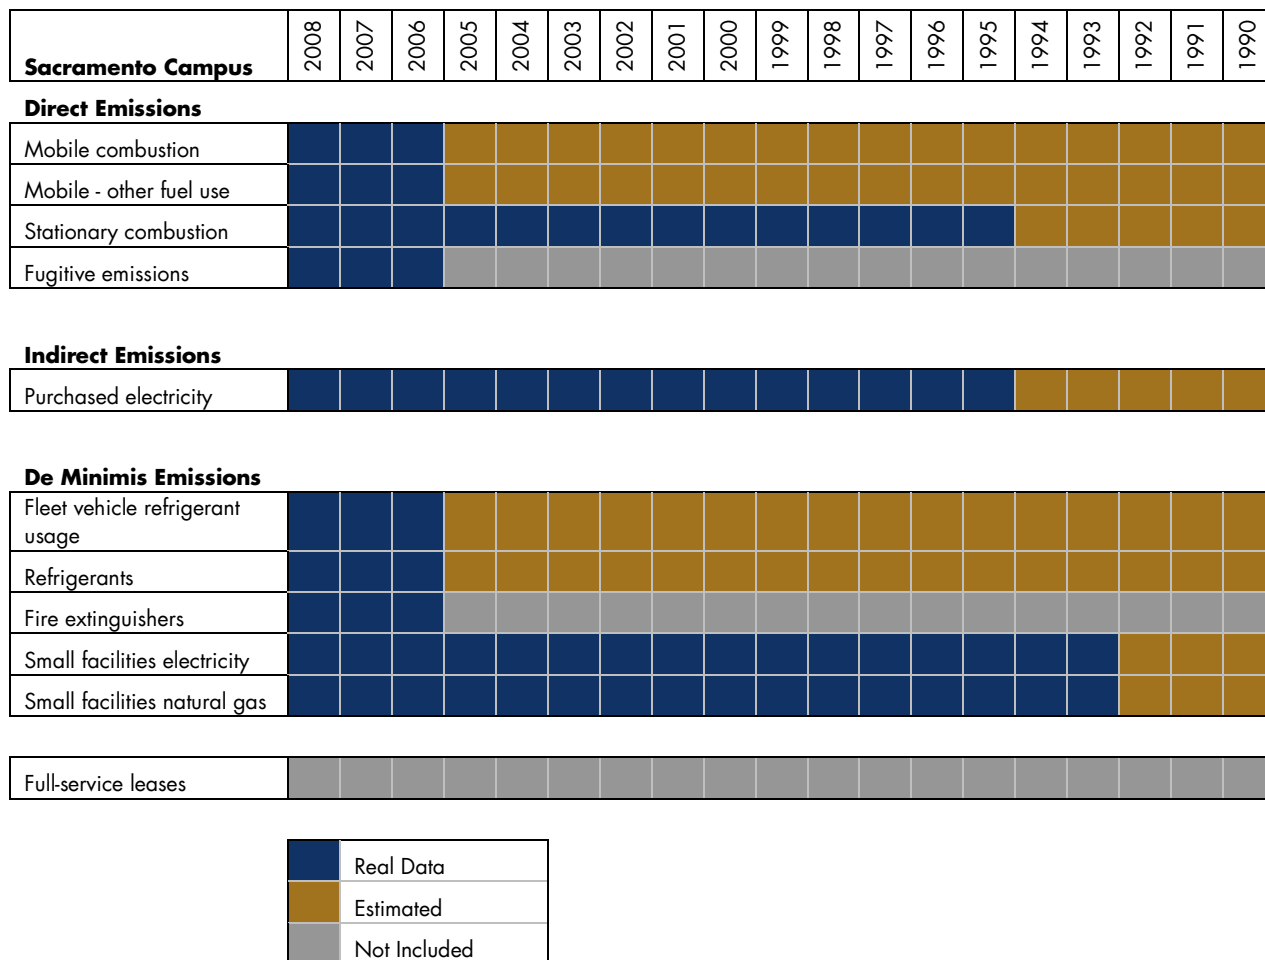 Sacramento Campus 2008 2007 2006 2005 2004 2003 2002 2001 2000 1999 1998 1997 1996 1995 1994 1993 1992 1991 1990
Direct Emissions
Mobile combustion
Mobile - other fuel use
Stationary combustion
Fugitive emissions
Indirect Emissions
Purchased electricity
De Minimis Emissions
Fleet vehicle refrigerant
usage
Refrigerants
Fire extinguishers
Small facilities electricity
Small facilities natural gas
Full-service leases
Real Data
Estimated
Not Included